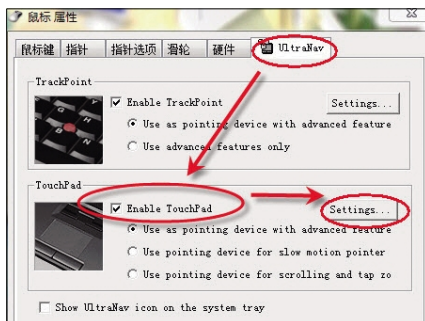 鼠标 属性
鼠标键 指针 指针选项 滑轮 硬件 UltraNav
TrackPoint
Enable TrackPoint Settings...
Use as pointing device with advanced feature
Use advanced features only
TouchPad
Enable TouchPad Settings...
Use as pointing device with advanced feature
Use pointing device for slow motion pointer
Use pointing device for scrolling and tap zo
Show UltraNav icon on the system tray